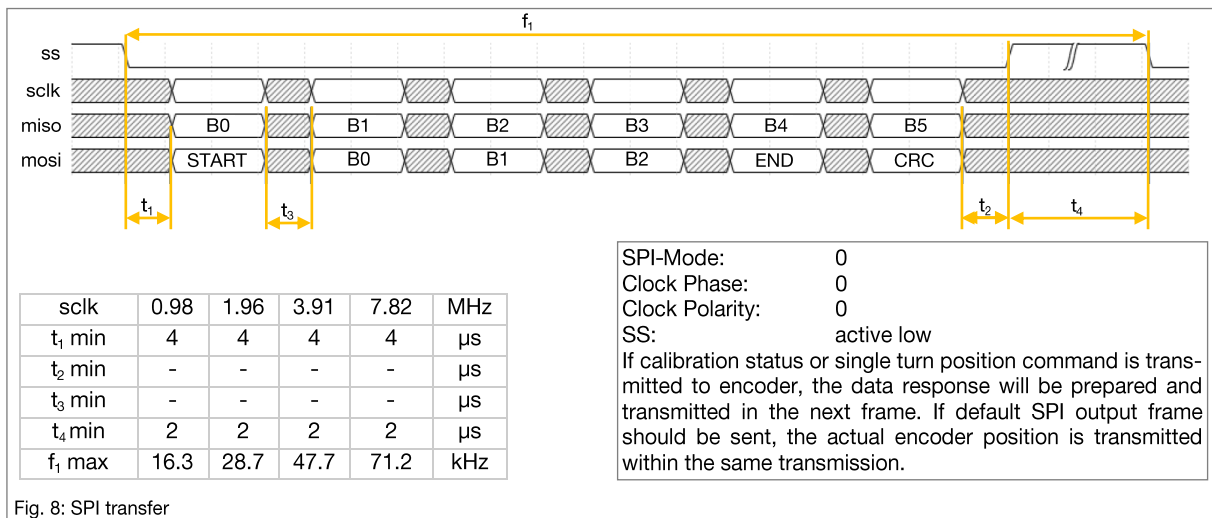 f₁
ss
sclk
miso B0 B1 B2 B3 B4 B5
mosi START B0 B1 B2 END CRC
t₁ t₃ t₂ t₄
sclk 0.98 1.96 3.91 7.82 MHz
t₁ min 4 4 4 4 µs
t₂ min - - - - µs
t₃ min - - - - µs
t₄ min 2 2 2 2 µs
f₁ max 16.3 28.7 47.7 71.2 kHz
SPI-Mode: 0
Clock Phase: 0
Clock Polarity: 0
SS: active low
If calibration status or single turn position command is trans-
mitted to encoder, the data response will be prepared and
transmitted in the next frame. If default SPI output frame
should be sent, the actual encoder position is transmitted
within the same transmission.
Fig. 8: SPI transfer